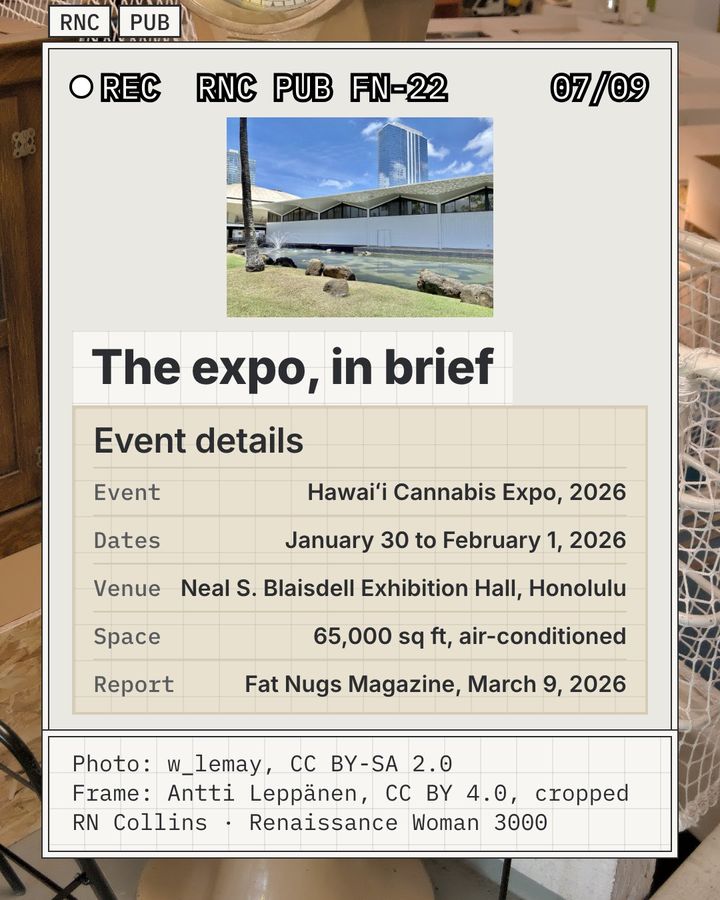 RNC PUB
REC RNC PUB FN-22 07/09
The expo, in brief
Event details
Event Hawaiʻi Cannabis Expo, 2026
Dates January 30 to February 1, 2026
Venue Neal S. Blaisdell Exhibition Hall, Honolulu
Space 65,000 sq ft, air-conditioned
Report Fat Nugs Magazine, March 9, 2026
Photo: w_lemay, CC BY-SA 2.0
Frame: Antti Leppänen, CC BY 4.0, cropped
RN Collins · Renaissance Woman 3000